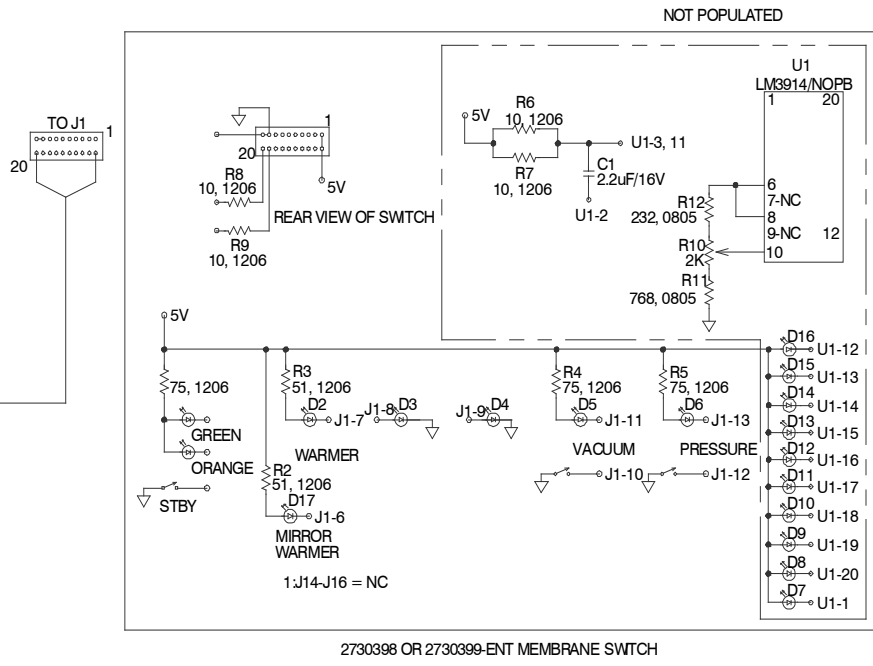 NOT POPULATED
U1
LM3914/NOPB
1 20
6
7-NC
8
9-NC 12
10
TO J1
1
20
1
20
5V
R8
10, 1206
R9
10, 1206
REAR VIEW OF SWITCH
5V
R6
10, 1206
R7
10, 1206
U1-3, 11
C1
2.2uF/16V
U1-2
R12
232, 0805
R10
2K
R11
768, 0805
5V
75, 1206
GREEN
ORANGE
STBY
R3
51, 1206
D2
J1-7
WARMER
R2
51, 1206
D17
J1-6
MIRROR
WARMER
J1-8
D3
J1-9
D4
R4
75, 1206
D5
J1-11
VACUUM
J1-10
R5
75, 1206
D6
J1-13
PRESSURE
J1-12
D16
U1-12
D15
U1-13
D14
U1-14
D13
U1-15
D12
U1-16
D11
U1-17
D10
U1-18
D9
U1-19
D8
U1-20
D7
U1-1
1:J14-J16 = NC
2730398 OR 2730399-ENT MEMBRANE SWITCH